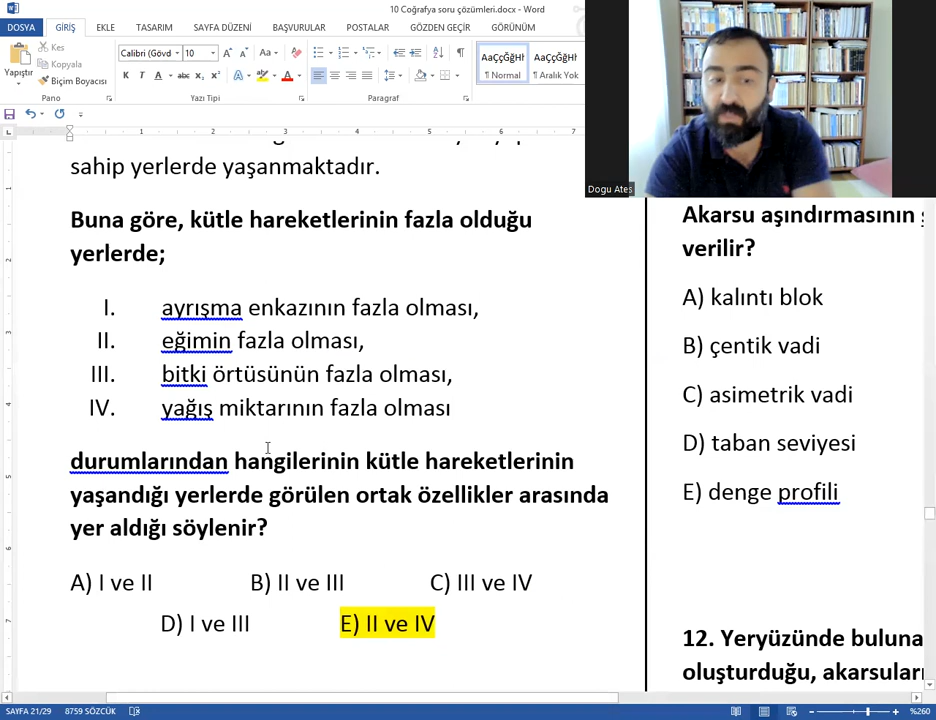 10 Coğrafya soru çözümleri.docx - Word
DOSYA GİRİŞ EKLE TASARIM SAYFA DÜZENİ BAŞVURULAR POSTALAR GÖZDEN GEÇİR GÖRÜNÜM
Yapıştır
Kes
Kopyala
Biçim Boyacısı
Calibri (Gövd 10
AaÇçĞğHł AaÇçĞğHł
¶ Normal ¶ Aralık Yok
Pano Yazı Tipi Paragraf
Dogu Ates
sahip yerlerde yaşanmaktadır.
Buna göre, kütle hareketlerinin fazla olduğu
yerlerde;
I. ayrışma enkazının fazla olması,
II. eğimin fazla olması,
III. bitki örtüsünün fazla olması,
IV. yağış miktarının fazla olması
durumlarından hangilerinin kütle hareketlerinin
yaşandığı yerlerde görülen ortak özellikler arasında
yer aldığı söylenir?
A) I ve II B) II ve III C) III ve IV
D) I ve III E) II ve IV
Akarsu aşındırmasının
verilir?
A) kalıntı blok
B) çentik vadi
C) asimetrik vadi
D) taban seviyesi
E) denge profili
12. Yeryüzünde buluna
oluşturduğu, akarsuları
SAYFA 21/29 8759 SÖZCÜK %260